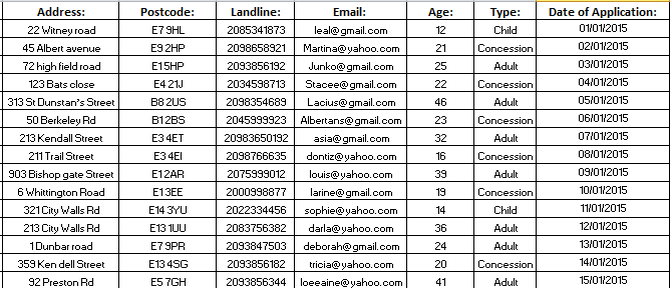 Address: Postcode: Landline: Email: Age: Type: Date of Application:
22 Witney road E7 9HL 2085341873 leal@gmail.com 12 Child 01/01/2015
45 Albert avenue E9 2HP 2098658921 Martina@yahoo.com 21 Concession 02/01/2015
72 high field road E1 5HP 2093856192 Junko@gmail.com 25 Adult 03/01/2015
123 Bats close E4 21J 2034598713 Stacee@gmail.com 22 Concession 04/01/2015
313 St Dunstan's Street B8 2US 2098354689 Lacius@gmail.com 46 Adult 05/01/2015
50 Berkeley Rd B12BS 2045999923 Albertans@gmail.com 23 Concession 06/01/2015
213 Kendall Street E3 4ET 20983650192 asia@gmail.com 32 Adult 07/01/2015
211 Trail Street E3 4EI 2098766635 dontiz@yahoo.com 16 Concession 08/01/2015
903 Bishop gate Street E12AR 2075999012 louis@yahoo.com 39 Adult 09/01/2015
6 Whittington Road E13EE 2000998877 larine@gmail.com 19 Concession 10/01/2015
321 City Walls Rd E14 3YU 2022334456 sophie@yahoo.com 14 Child 11/01/2015
213 City Walls Rd E13 1UU 2083756382 darla@yahoo.com 36 Adult 12/01/2015
1 Dunbar road E7 9PR 2093847503 deborah@gmail.com 24 Adult 13/01/2015
359 Ken dell Street E13 4SG 2093856182 tricia@yahoo.com 20 Concession 14/01/2015
92 Preston Rd E5 7GH 2093856344 loeeaine@yahoo.com 41 Adult 15/01/2015